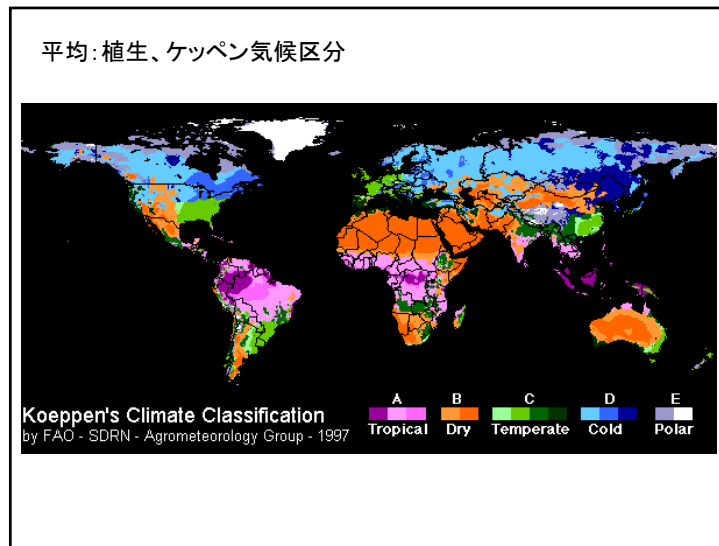 平均：植生、ケッペン気候区分
A B C D E
Tropical Dry Temperate Cold Polar
Koeppen's Climate Classification
by FAO - SDRN - Agrometeorology Group - 1997